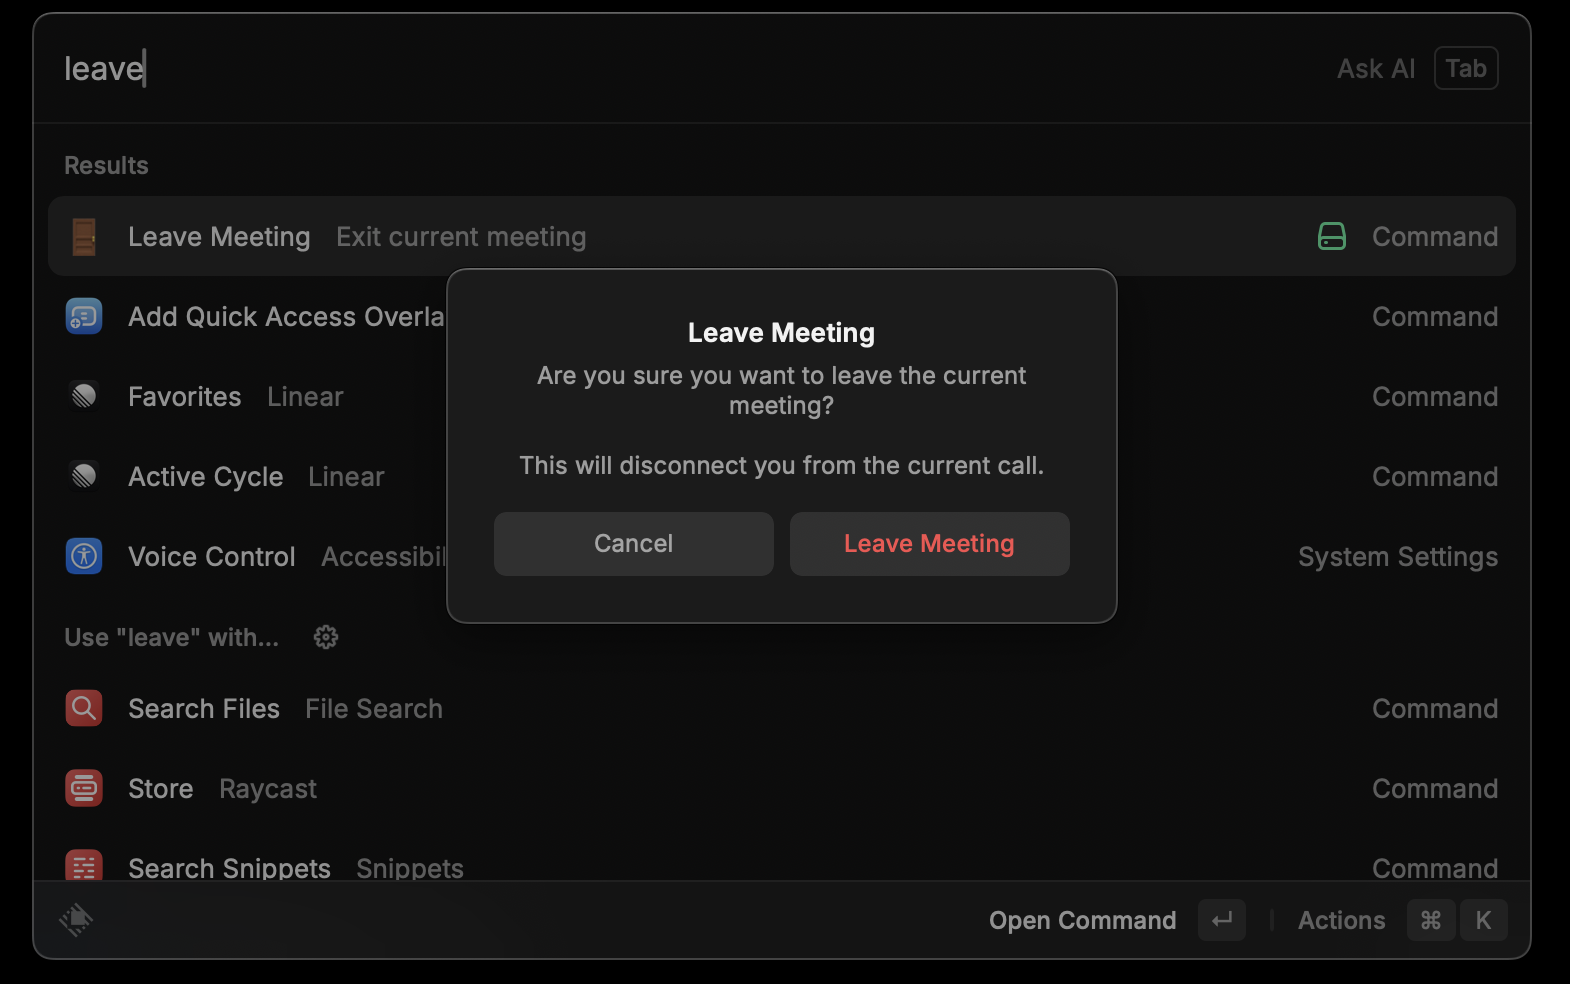 leave
Ask AI Tab
Results
Leave Meeting Exit current meeting Command
Add Quick Access Overla Command
Favorites Linear Command
Active Cycle Linear Command
Voice Control Accessibil System Settings
Leave Meeting
Are you sure you want to leave the current
meeting?
This will disconnect you from the current call.
Cancel Leave Meeting
Use "leave" with...
Search Files File Search Command
Store Raycast Command
Search Snippets Snippets Command
Open Command ↵ Actions ⌘ K